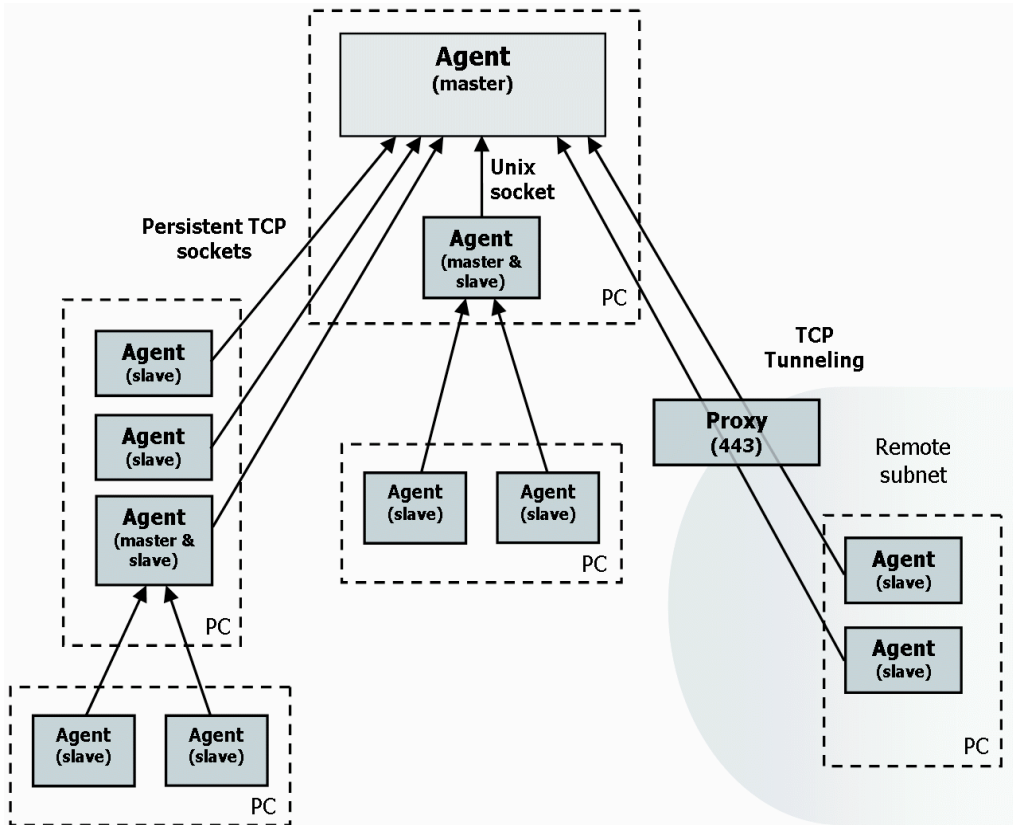 Agent
(master)
Unix
socket
Persistent TCP
sockets
Agent
(master &
slave)
PC
TCP
Tunneling
Agent
(slave)
Agent
(slave)
Agent
(master &
slave)
PC
Proxy
(443)
Remote
subnet
Agent
(slave)
Agent
(slave)
PC
Agent
(slave)
Agent
(slave)
PC
Agent
(slave)
Agent
(slave)
PC